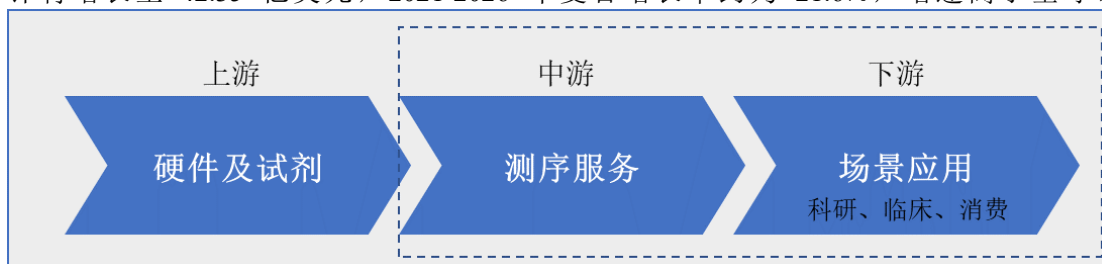 上游
中游
下游
硬件及试剂
测序服务
场景应用
科研、临床、消费